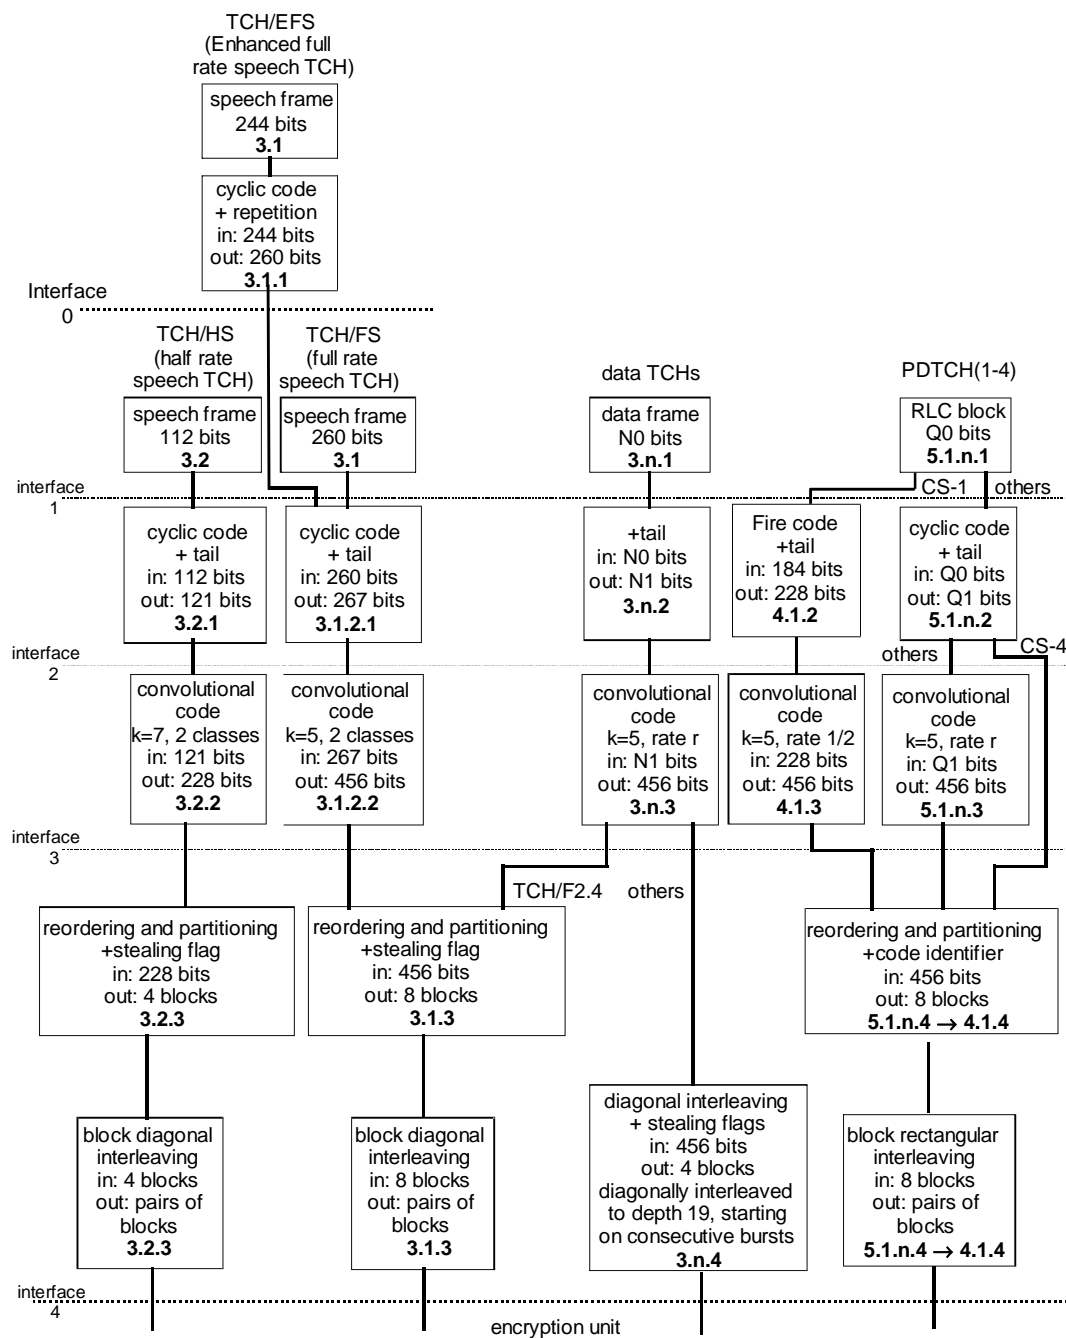 TCH/EFS
(Enhanced full
rate speech TCH)
speech frame
244 bits
3.1
cyclic code
+ repetition
in: 244 bits
out: 260 bits
3.1.1
Interface
0
TCH/HS
(half rate
speech TCH)
TCH/FS
(full rate
speech TCH)
data TCHs
PDTCH(1-4)
speech frame
112 bits
3.2
speech frame
260 bits
3.1
data frame
N0 bits
3.n.1
RLC block
Q0 bits
5.1.n.1
interface
1
CS-1
others
cyclic code
+ tail
in: 112 bits
out: 121 bits
3.2.1
cyclic code
+ tail
in: 260 bits
out: 267 bits
3.1.2.1
+tail
in: N0 bits
out: N1 bits
3.n.2
Fire code
+tail
in: 184 bits
out: 228 bits
4.1.2
cyclic code
+ tail
in: Q0 bits
out: Q1 bits
5.1.n.2
interface
2
others
CS-4
convolutional
code
k=7, 2 classes
in: 121 bits
out: 228 bits
3.2.2
convolutional
code
k=5, 2 classes
in: 267 bits
out: 456 bits
3.1.2.2
convolutional
code
k=5, rate r
in: N1 bits
out: 456 bits
3.n.3
convolutional
code
k=5, rate 1/2
in: 228 bits
out: 456 bits
4.1.3
convolutional
code
k=5, rate r
in: Q1 bits
out: 456 bits
5.1.n.3
interface
3
TCH/F2.4
others
reordering and partitioning
+stealing flag
in: 228 bits
out: 4 blocks
3.2.3
reordering and partitioning
+stealing flag
in: 456 bits
out: 8 blocks
3.1.3
reordering and partitioning
+code identifier
in: 456 bits
out: 8 blocks
5.1.n.4 → 4.1.4
block diagonal
interleaving
in: 4 blocks
out: pairs of
blocks
3.2.3
block diagonal
interleaving
in: 8 blocks
out: pairs of
blocks
3.1.3
diagonal interleaving
+ stealing flags
in: 456 bits
out: 4 blocks
diagonally interleaved
to depth 19, starting
on consecutive bursts
3.n.4
block rectangular
interleaving
in: 8 blocks
out: pairs of
blocks
5.1.n.4 → 4.1.4
interface
4
encryption unit